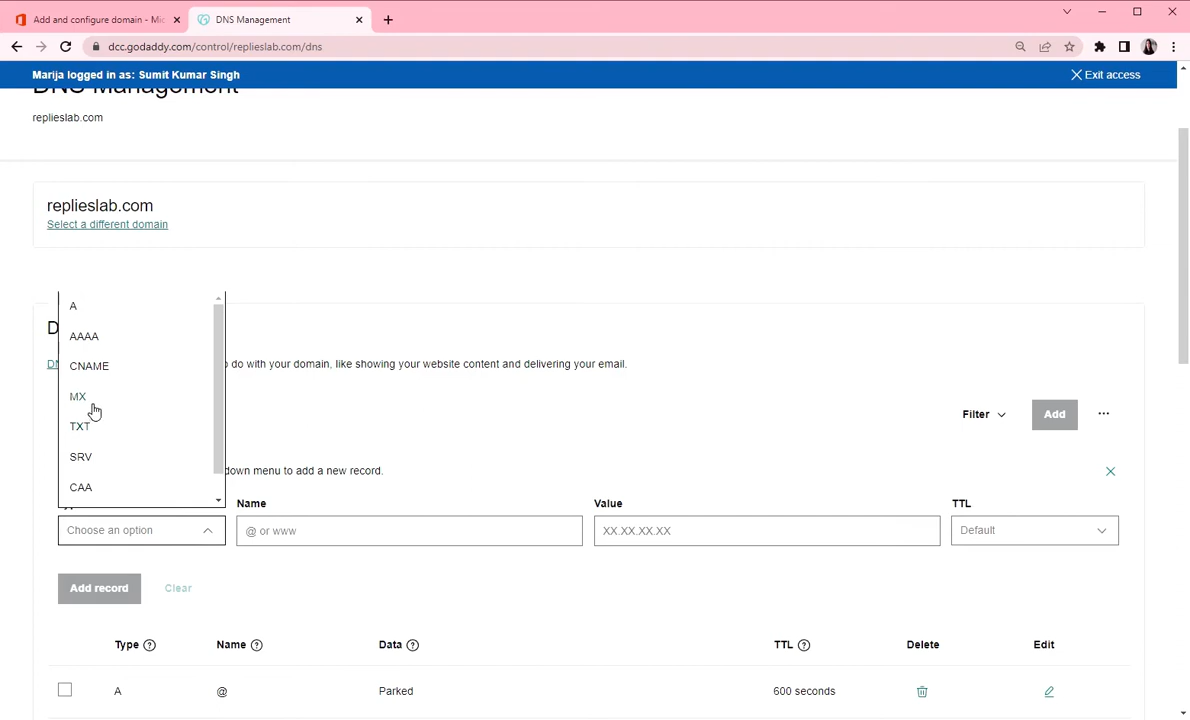 Add and configure domain - Mic
DNS Management
dcc.godaddy.com/control/replieslab.com/dns
Marija logged in as: Sumit Kumar Singh
Exit access
DNS Management
replieslab.com
replieslab.com
Select a different domain
A
AAAA
CNAME
MX
TXT
SRV
CAA
D
DN
o do with your domain, like showing your website content and delivering your email.
Filter
Add
down menu to add a new record.
Name
Value
TTL
Choose an option
@ or www
XX.XX.XX.XX
Default
Add record
Clear
Type
Name
Data
TTL
Delete
Edit
A
@
Parked
600 seconds